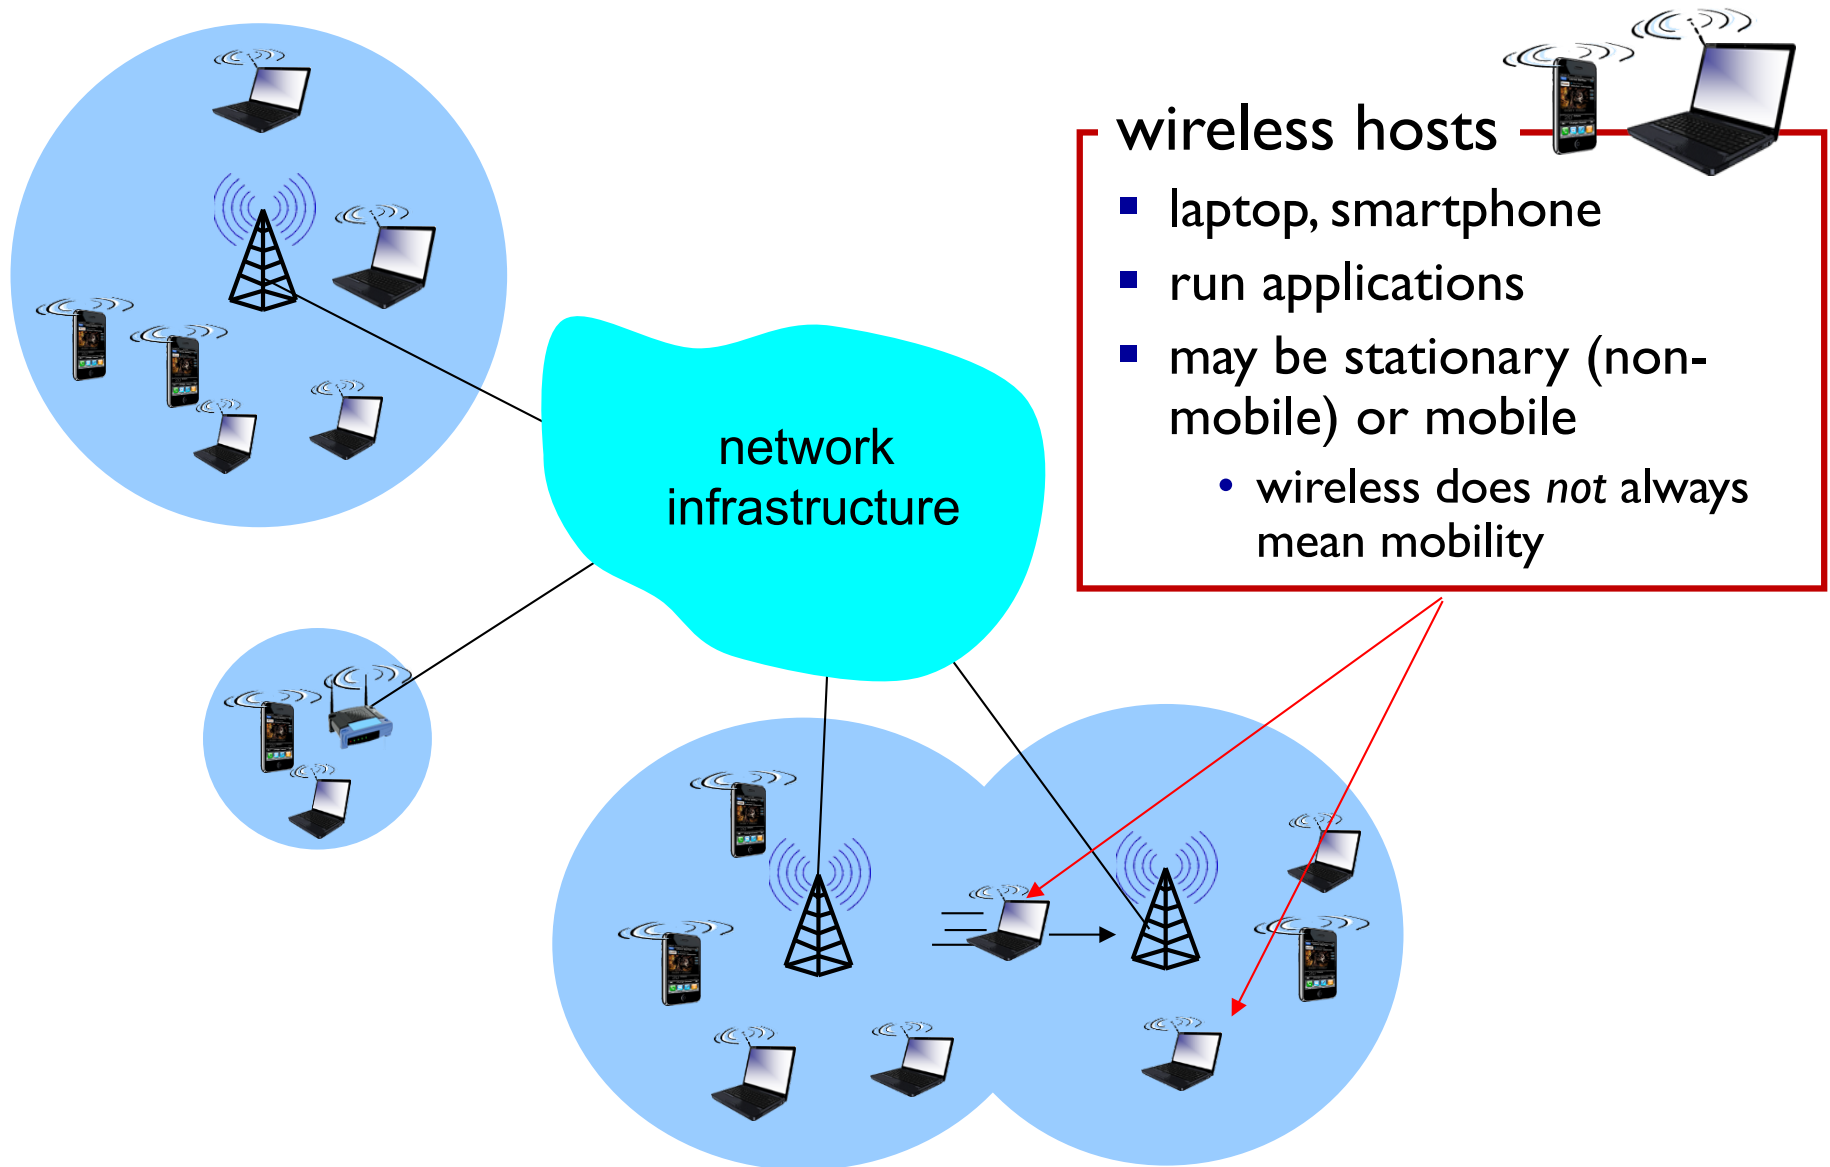 wireless hosts
▪ laptop, smartphone
▪ run applications
▪ may be stationary (non-
mobile) or mobile
• wireless does not always
mean mobility
network
infrastructure